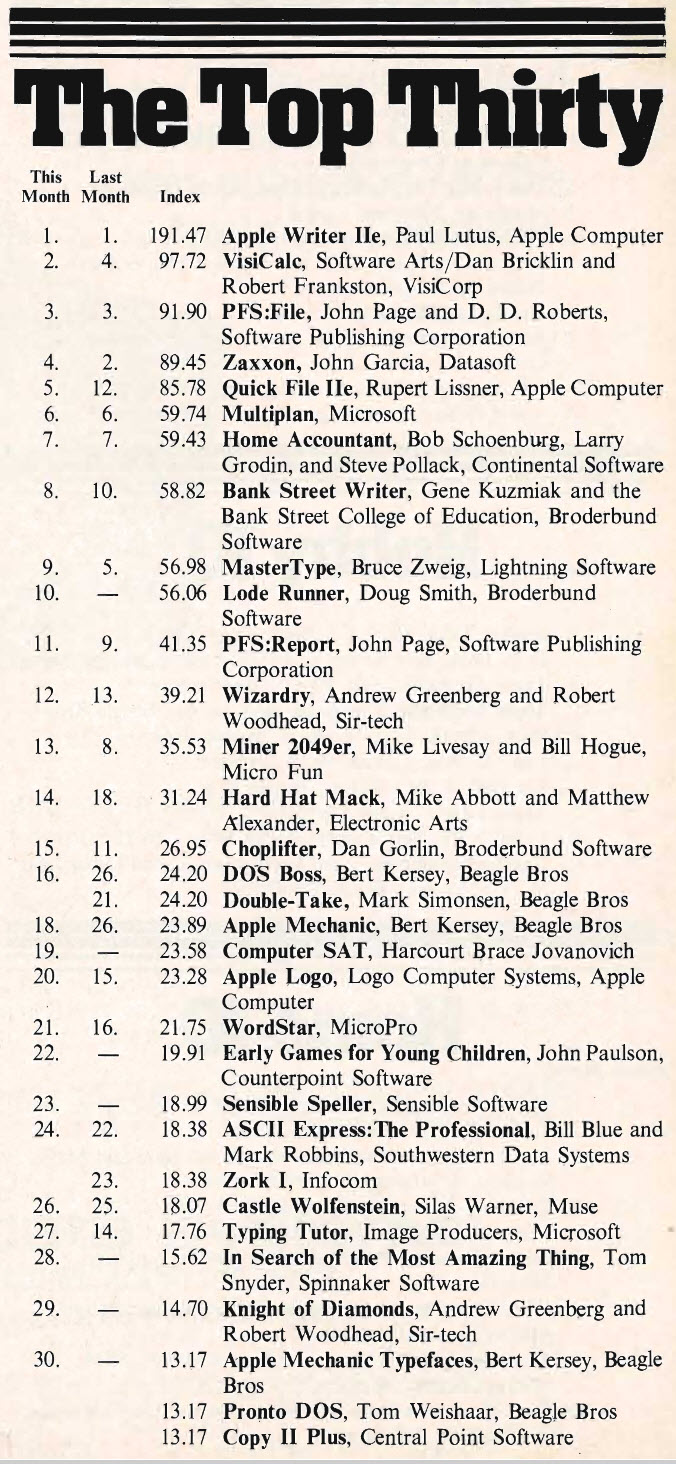 The Top Thirty
This Last
Month Month Index
1. 1. 191.47 Apple Writer IIe, Paul Lutus, Apple Computer
2. 4. 97.72 VisiCalc, Software Arts/Dan Bricklin and
Robert Frankston, VisiCorp
3. 3. 91.90 PFS:File, John Page and D. D. Roberts,
Software Publishing Corporation
4. 2. 89.45 Zaxxon, John Garcia, Datasoft
5. 12. 85.78 Quick File IIe, Rupert Lissner, Apple Computer
6. 6. 59.74 Multiplan, Microsoft
7. 7. 59.43 Home Accountant, Bob Schoenburg, Larry
Grodin, and Steve Pollack, Continental Software
8. 10. 58.82 Bank Street Writer, Gene Kuzmiak and the
Bank Street College of Education, Broderbund
Software
9. 5. 56.98 MasterType, Bruce Zweig, Lightning Software
10. — 56.06 Lode Runner, Doug Smith, Broderbund
Software
11. 9. 41.35 PFS:Report, John Page, Software Publishing
Corporation
12. 13. 39.21 Wizardry, Andrew Greenberg and Robert
Woodhead, Sir-tech
13. 8. 35.53 Miner 2049er, Mike Livesay and Bill Hogue,
Micro Fun
14. 18. 31.24 Hard Hat Mack, Mike Abbott and Matthew
Alexander, Electronic Arts
15. 11. 26.95 Choplifter, Dan Gorlin, Broderbund Software
16. 26. 24.20 DOS Boss, Bert Kersey, Beagle Bros
21. 24.20 Double-Take, Mark Simonsen, Beagle Bros
18. 26. 23.89 Apple Mechanic, Bert Kersey, Beagle Bros
19. — 23.58 Computer SAT, Harcourt Brace Jovanovich
20. 15. 23.28 Apple Logo, Logo Computer Systems, Apple
Computer
21. 16. 21.75 WordStar, MicroPro
22. — 19.91 Early Games for Young Children, John Paulson,
Counterpoint Software
23. — 18.99 Sensible Speller, Sensible Software
24. 22. 18.38 ASCII Express:The Professional, Bill Blue and
Mark Robbins, Southwestern Data Systems
23. 18.38 Zork I, Infocom
26. 25. 18.07 Castle Wolfenstein, Silas Warner, Muse
27. 14. 17.76 Typing Tutor, Image Producers, Microsoft
28. — 15.62 In Search of the Most Amazing Thing, Tom
Snyder, Spinnaker Software
29. — 14.70 Knight of Diamonds, Andrew Greenberg and
Robert Woodhead, Sir-tech
30. — 13.17 Apple Mechanic Typefaces, Bert Kersey, Beagle
Bros
13.17 Pronto DOS, Tom Weishaar, Beagle Bros
13.17 Copy II Plus, Central Point Software